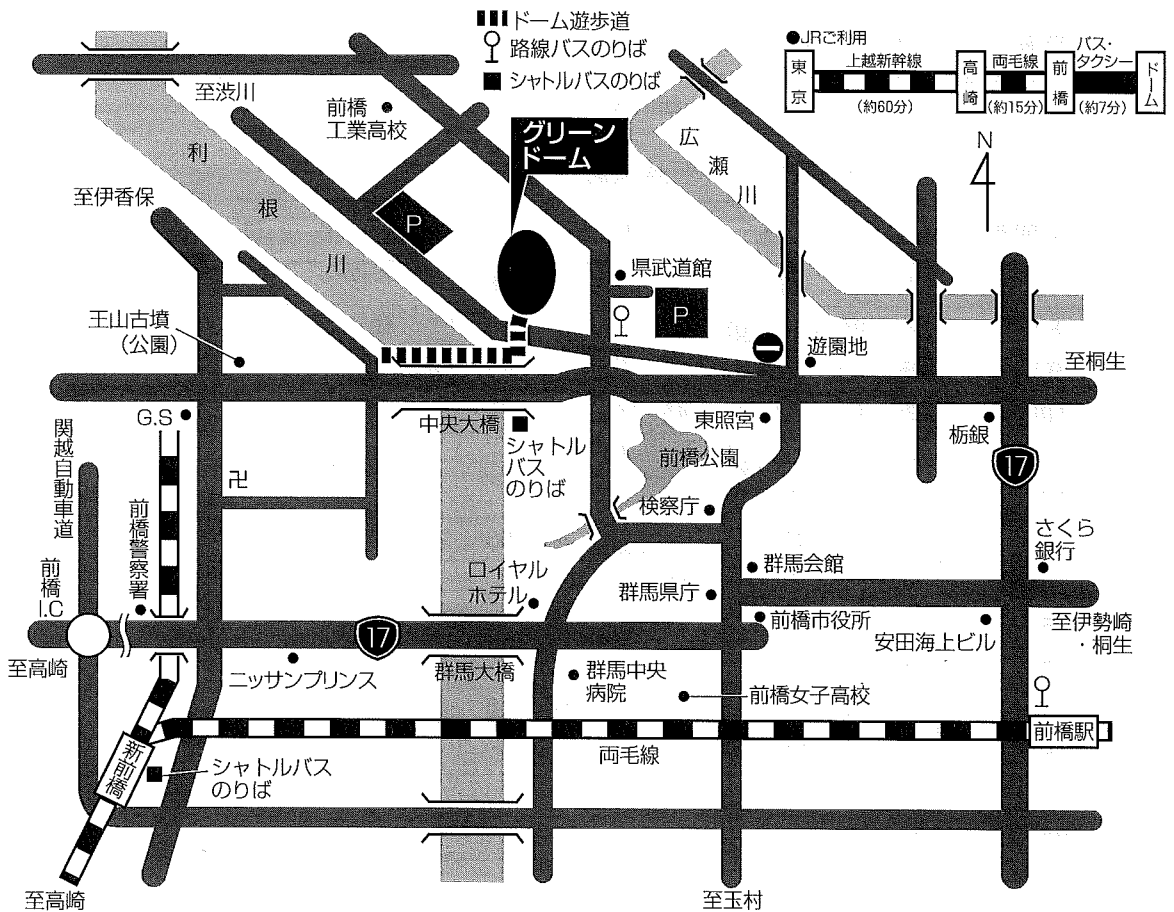 ドーム遊歩道
路線バスのりば
シャトルバスのりば
●JRご利用
東京
上越新幹線
(約60分)
高崎
両毛線
(約15分)
前橋
バス・
タクシー
(約7分)
ドーム
N
至渋川
前橋
工業高校
グリーン
ドーム
利根川
広瀬川
至伊香保
P
県武道館
P
王山古墳
(公園)
遊園地
至桐生
G.S
中央大橋
シャトル
バス
のりば
東照宮
前橋公園
栃銀
17
関越自動車道
卍
検察庁
前橋警察署
さくら
銀行
前橋
I.C
ロイヤル
ホテル
群馬県庁
群馬会館
前橋市役所
安田海上ビル
至伊勢崎
・桐生
17
至高崎
ニッサンプリンス
群馬大橋
群馬中央
病院
前橋女子高校
両毛線
前橋駅
新前橋
シャトルバス
のりば
至高崎
至玉村